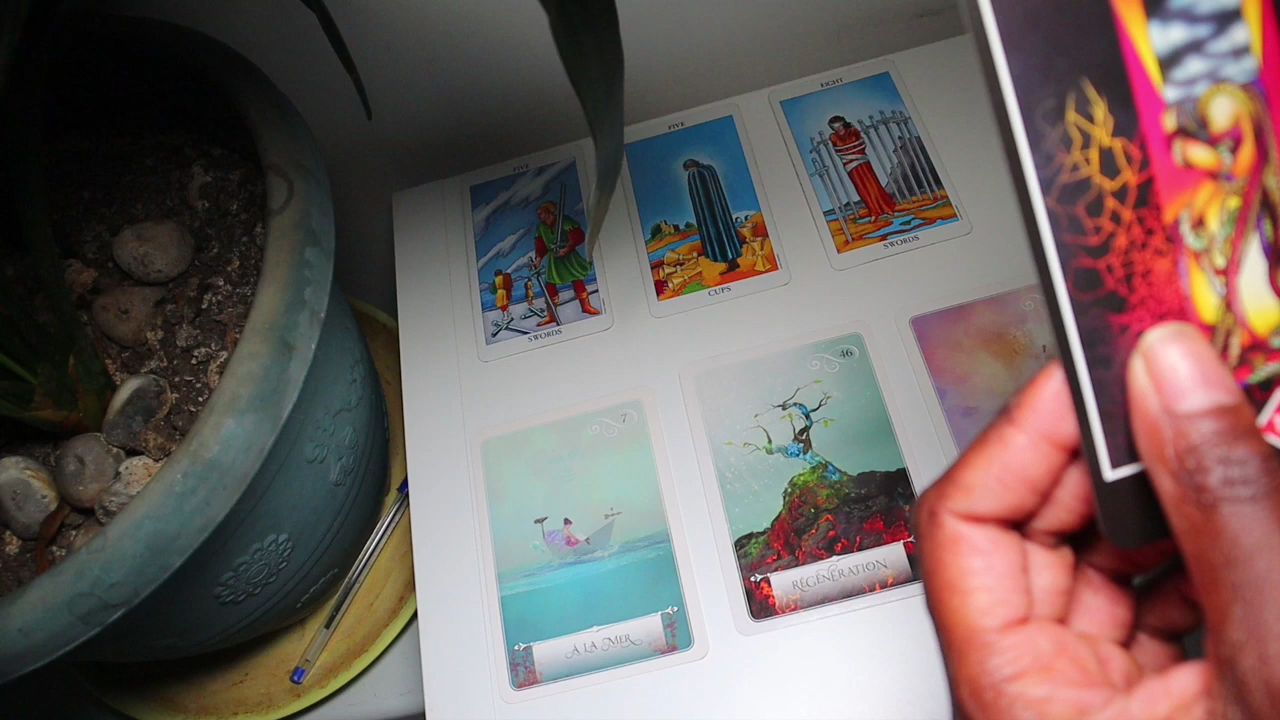 FIVE
SWORDS
FIVE
CUPS
EIGHT
SWORDS
7
À LA MER
46
RÉGÉNÉRATION